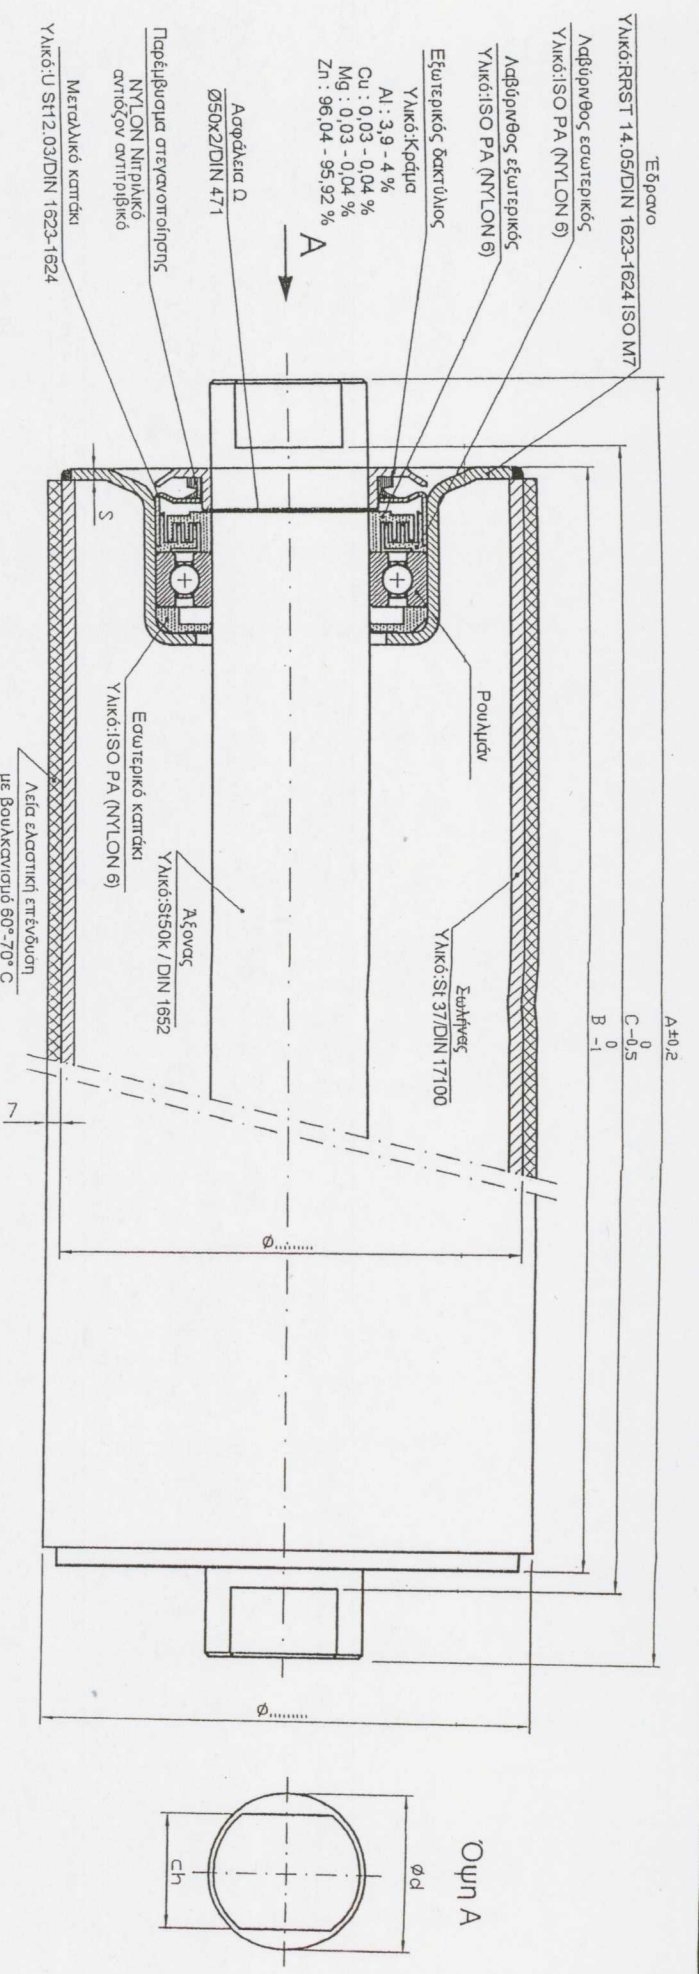 Έδρανο
Υλικό:RRST 14.05/DIN 1623-1624 ISO M7
Λαβύρινθος εσωτερικός
Υλικό:ISO PA (NYLON 6)
Λαβύρινθος εξωτερικός
Υλικό:ISO PA (NYLON 6)
Εξωτερικός δακτύλιος
Υλικό:Κράμα
Al : 3,9 - 4 %
Cu : 0,03 - 0,04 %
Mg : 0,03 - 0,04 %
Zn : 96,04 - 95,92 %
A
Ασφάλεια Ω
Ø50x2/DIN 471
Παρέμβυσμα στεγανοποίησης
NYLON Νιτριλικό
αντιόζον αντιτριβικό
Μεταλλικό καπάκι
Υλικό:U St12.03/DIN 1623-1624
S
Ρουλμάν
Εσωτερικό καπάκι
Υλικό:ISO PA (NYLON 6)
Άξονας
Υλικό:St50k / DIN 1652
Σωλήνας
Υλικό:St 37/DIN 17100
Λεία ελαστική επένδυση
με βουλκανισμό 60°-70° C
A±0,2
C 0 -0,5
B 0 -1
7
Ø.........
Ø.........
Όψη A
Ød
ch